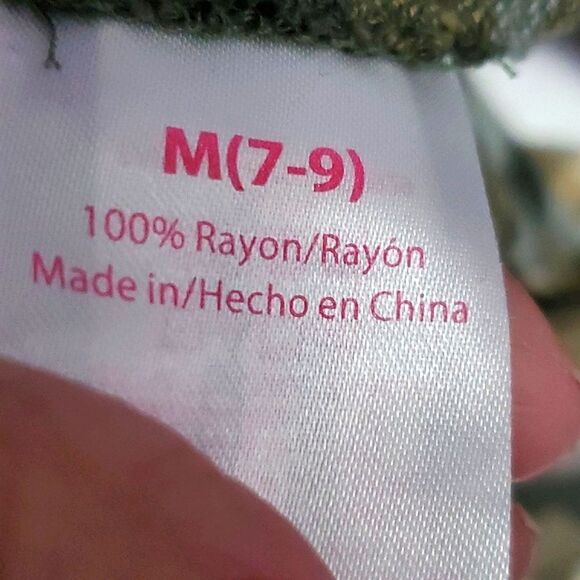 M(7-9)
100% Rayon/Rayón
Made in/Hecho en China